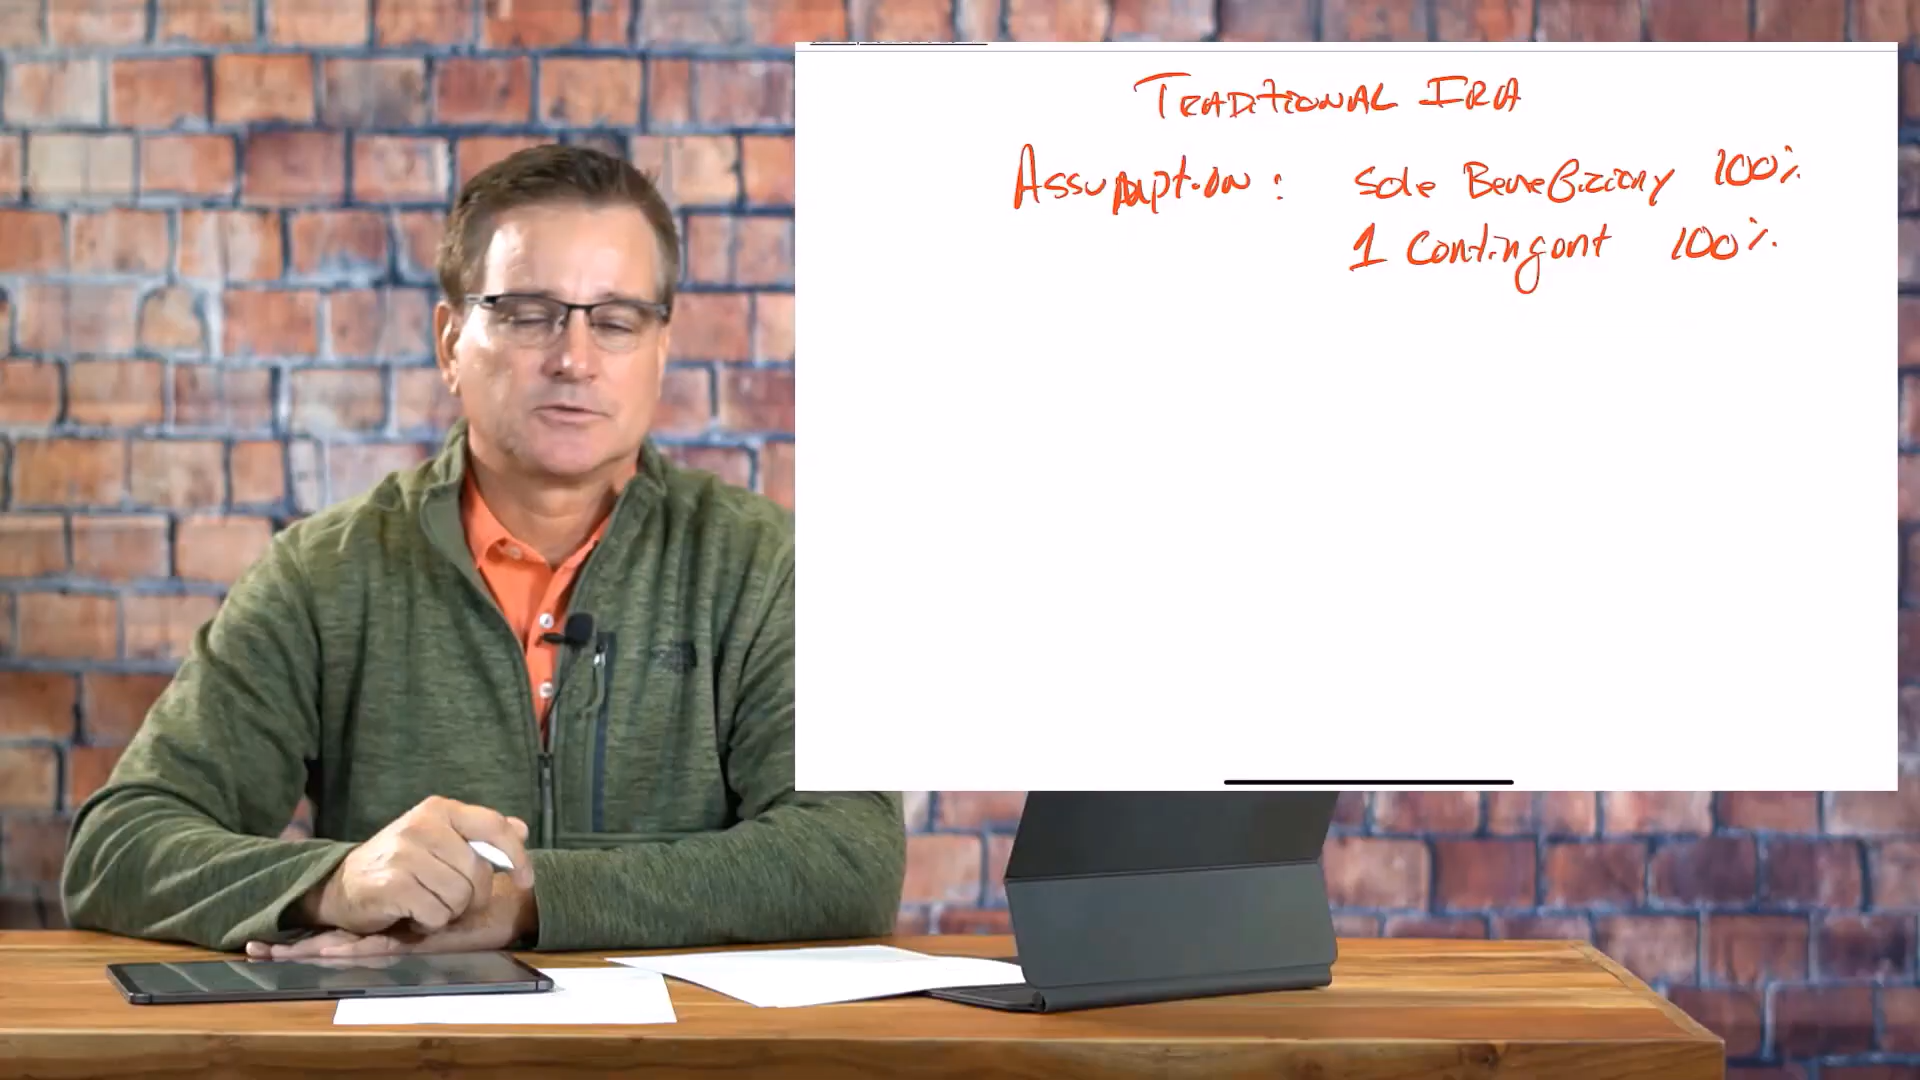 TRADITIONAL IRA
Assumption: Sole Beneficiary 100%
1 Contingent 100%